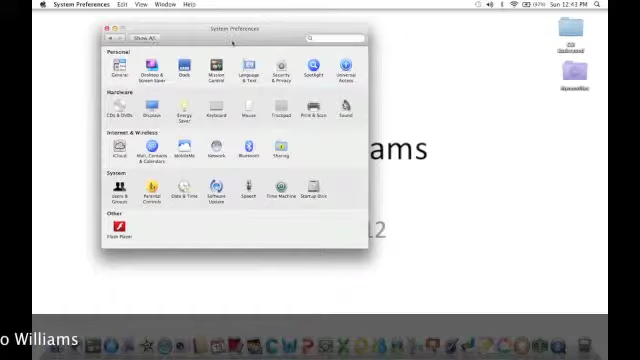 System Preferences Edit View Window Help
(97%) Sun 12:43 PM
System Preferences
Show All
Personal
General
Desktop &
Screen Saver
Dock
Mission
Control
Language
& Text
Security
& Privacy
Spotlight
Universal
Access
Hardware
CDs & DVDs
Displays
Energy
Saver
Keyboard
Mouse
Trackpad
Print & Scan
Sound
Internet & Wireless
iCloud
Mail, Contacts
& Calendars
MobileMe
Network
Bluetooth
Sharing
System
Users &
Groups
Parental
Controls
Date & Time
Software
Update
Speech
Time Machine
Startup Disk
Other
Flash Player
ams
12
o Williams